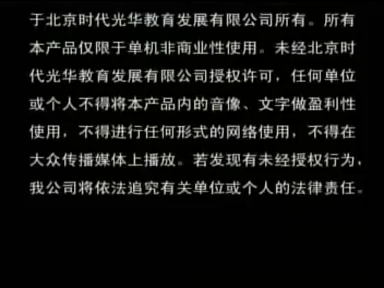 于北京时代光华教育发展有限公司所有。所有
本产品仅限于单机非商业性使用。未经北京时
代光华教育发展有限公司授权许可，任何单位
或个人不得将本产品内的音像、文字做盈利性
使用，不得进行任何形式的网络使用，不得在
大众传播媒体上播放。若发现有未经授权行为，
我公司将依法追究有关单位或个人的法律责任。